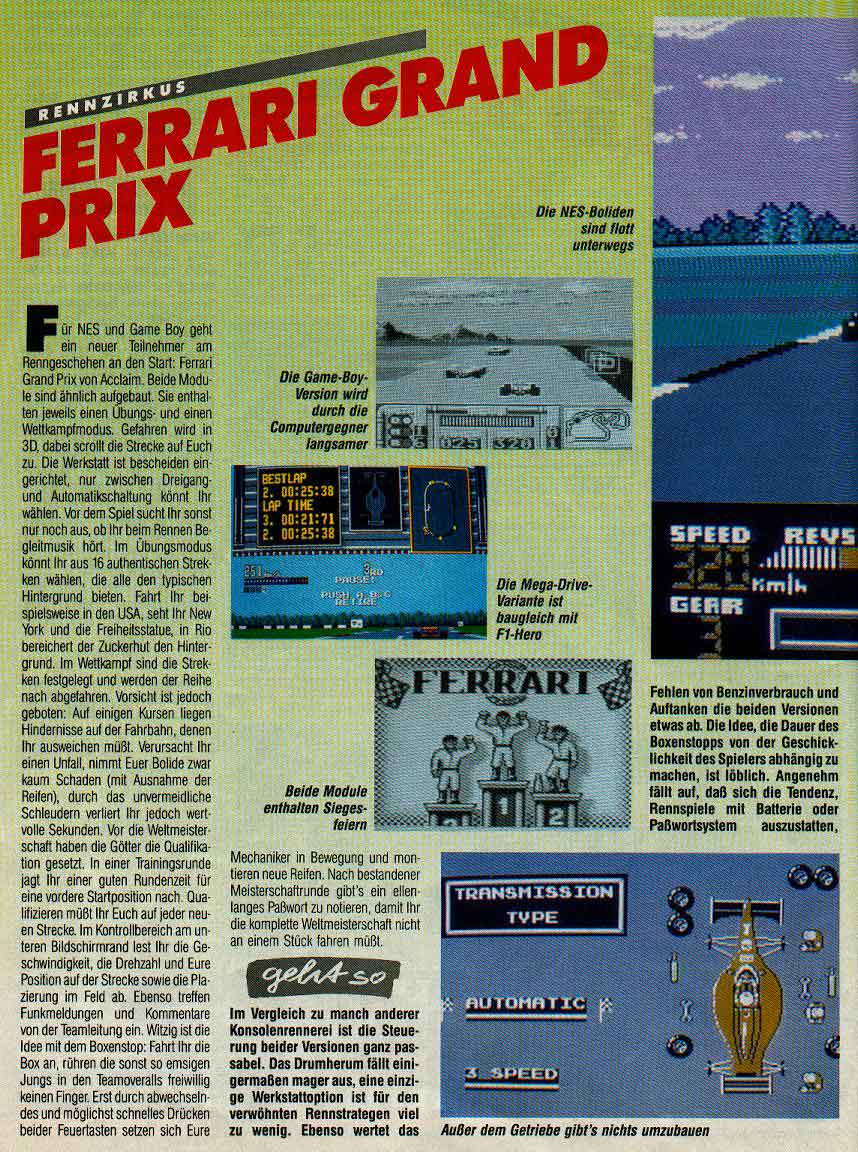 RENNZIRKUS
FERRARI GRAND
PRIX
Für NES und Game Boy geht
ein neuer Teilnehmer am
Renngeschehen an den Start: Ferrari
Grand Prix von Acclaim. Beide Modu-
le sind ähnlich aufgebaut. Sie enthal-
ten jeweils einen Übungs- und einen
Wettkampfmodus. Gefahren wird in
3D, dabei scrollt die Strecke auf Euch
zu. Die Werkstatt ist bescheiden ein-
gerichtet, nur zwischen Dreigang-
und Automatikschaltung könnt Ihr
wählen. Vor dem Spiel sucht Ihr sonst
nur noch aus, ob Ihr beim Rennen Be-
gleitmusik hört. Im Übungsmodus
könnt Ihr aus 16 authentischen Strek-
ken wählen, die alle den typischen
Hintergrund bieten. Fahrt Ihr bei-
spielsweise in den USA, seht Ihr New
York und die Freiheitsstatue, in Rio
bereichert der Zuckerhut den Hinter-
grund. Im Wettkampf sind die Strek-
ken festgelegt und werden der Reihe
nach abgefahren. Vorsicht ist jedoch
geboten: Auf einigen Kursen liegen
Hindernisse auf der Fahrbahn, denen
Ihr ausweichen müßt. Verursacht Ihr
einen Unfall, nimmt Euer Bolide zwar
kaum Schaden (mit Ausnahme der
Reifen), durch das unvermeidliche
Schleudern verliert Ihr jedoch wert-
volle Sekunden. Vor die Weltmeister-
schaft haben die Götter die Qualifika-
tion gesetzt. In einer Trainingsrunde
jagt Ihr einer guten Rundenzeit für
eine vordere Startposition nach. Qua-
lifizieren müßt Ihr Euch auf jeder neu-
en Strecke. Im Kontrollbereich am un-
teren Bildschirmrand lest Ihr die Ge-
schwindigkeit, die Drehzahl und Eure
Position auf der Strecke sowie die Pla-
zierung im Feld ab. Ebenso treffen
Funkmeldungen und Kommentare
von der Teamleitung ein. Witzig ist die
Idee mit dem Boxenstop: Fahrt Ihr die
Box an, rühren die sonst so emsigen
Jungs in den Teamoveralls freiwillig
keinen Finger. Erst durch abwechseln-
des und möglichst schnelles Drücken
beider Feuertasten setzen sich Eure
Die NES-Boliden
sind flott
unterwegs
Die Game-Boy-
Version wird
durch die
Computergegner
langsamer
825 320
BESTLAP
2. 00:25:38
LAP TIME
3. 00:21:71
2. 00:25:38
251
3RD
PAUSE!
PUSH A B C
RETIRE
Die Mega-Drive-
Variante ist
baugleich mit
F1-Hero
FERRARI
3 1 2
Beide Module
enthalten Sieges-
feiern
SPEED REVS
320
Km/h
GEAR
3
Mechaniker in Bewegung und mon-
tieren neue Reifen. Nach bestandener
Meisterschaftrunde gibt's ein ellen-
langes Paßwort zu notieren, damit Ihr
die komplette Weltmeisterschaft nicht
an einem Stück fahren müßt.
geht so
Im Vergleich zu manch anderer
Konsolenrennerei ist die Steue-
rung beider Versionen ganz pas-
sabel. Das Drumherum fällt eini-
germaßen mager aus, eine einzi-
ge Werkstattoption ist für den
verwöhnten Rennstrategen viel
zu wenig. Ebenso wertet das
Fehlen von Benzinverbrauch und
Auftanken die beiden Versionen
etwas ab. Die Idee, die Dauer des
Boxenstopps von der Geschick-
lichkeit des Spielers abhängig zu
machen, ist löblich. Angenehm
fällt auf, daß sich die Tendenz,
Rennspiele mit Batterie oder
Paßwortsystem auszustatten,
TRANSMISSION
TYPE
AUTOMATIC
3 SPEED
Außer dem Getriebe gibt's nichts umzubauen